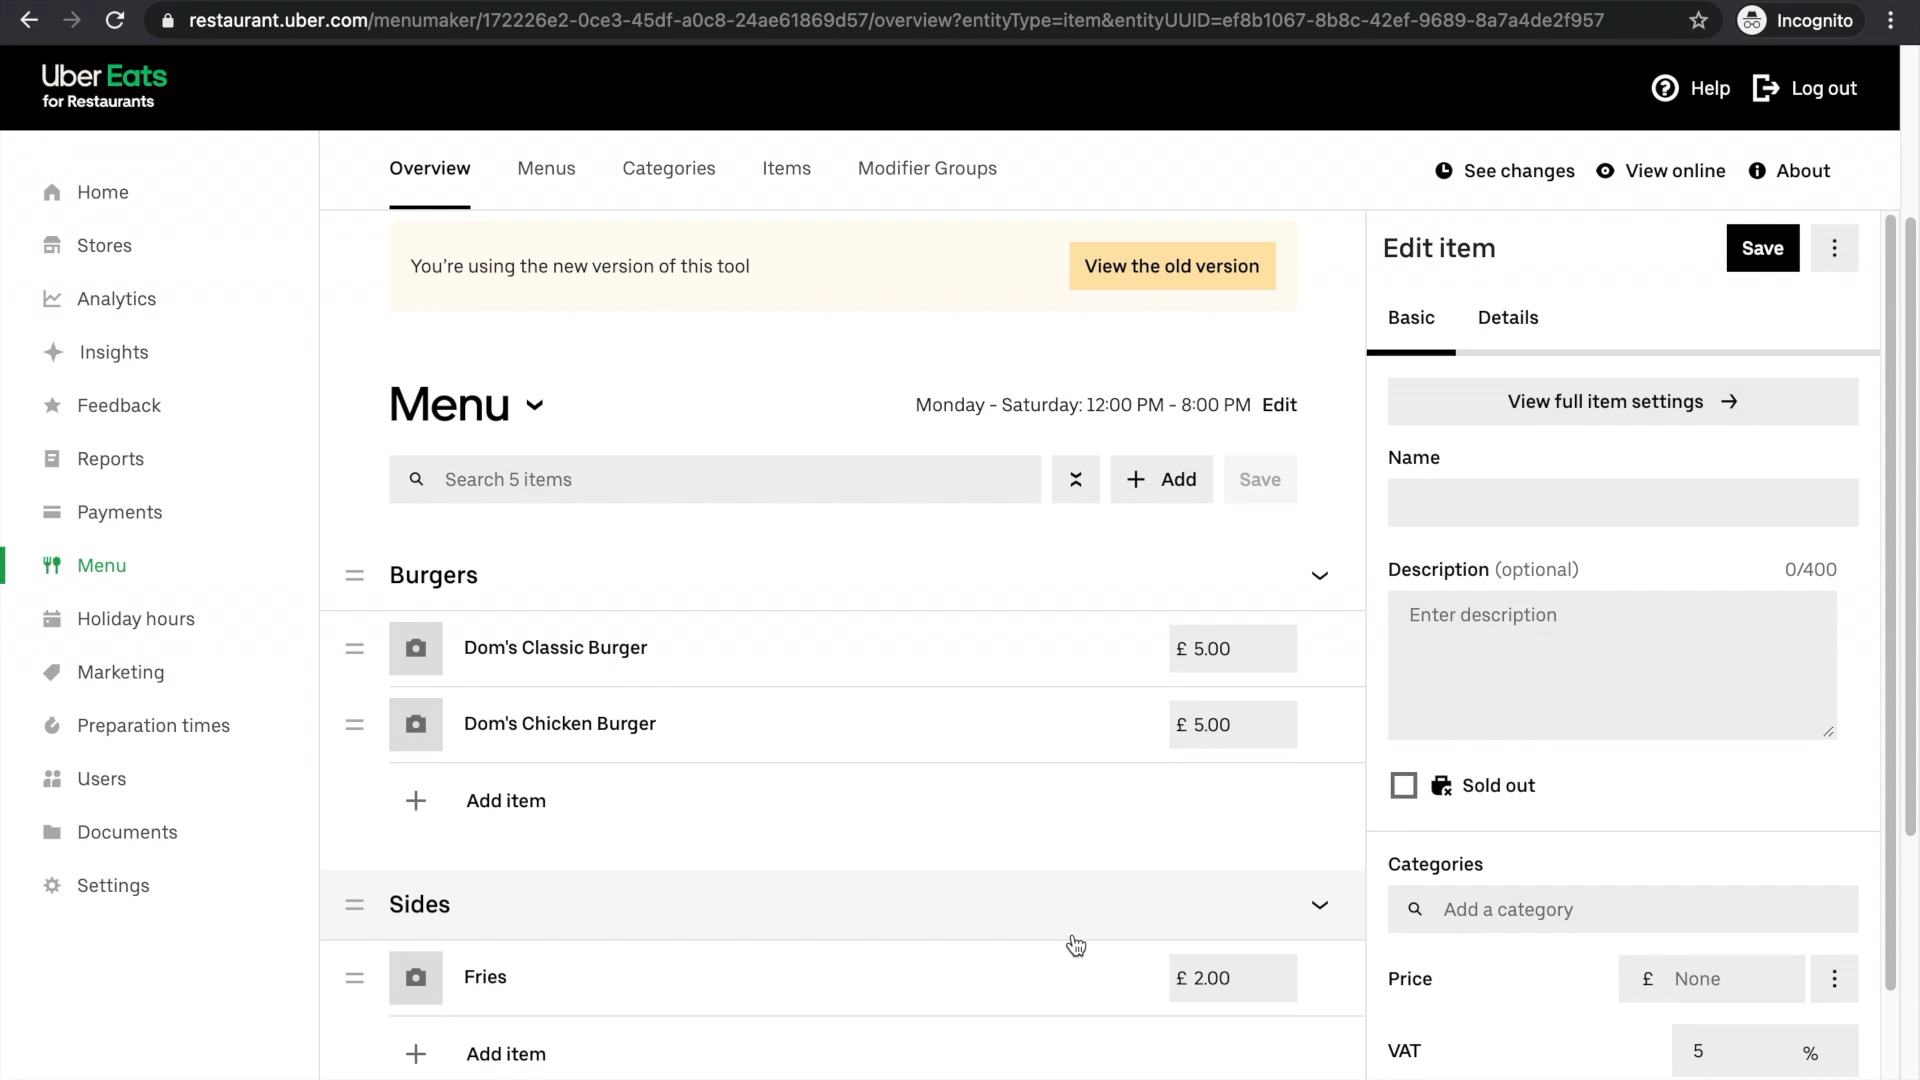 restaurant.uber.com/menumaker/172226e2-0ce3-45df-a0c8-24ae61869d57/overview?entityType=item&entityUUID=ef8b1067-8b8c-42ef-9689-8a7a4de2f957
Incognito
Uber Eats
for Restaurants
Help
Log out
Home
Stores
Analytics
Insights
Feedback
Reports
Payments
Menu
Holiday hours
Marketing
Preparation times
Users
Documents
Settings
Overview
Menus
Categories
Items
Modifier Groups
See changes
View online
About
You're using the new version of this tool
View the old version
Menu
Monday - Saturday: 12:00 PM - 8:00 PM Edit
Search 5 items
Add
Save
Burgers
Dom's Classic Burger
£ 5.00
Dom's Chicken Burger
£ 5.00
Add item
Sides
Fries
£ 2.00
Add item
Edit item
Save
Basic
Details
View full item settings
Name
Description (optional)
0/400
Enter description
Sold out
Categories
Add a category
Price
£ None
VAT
5 %